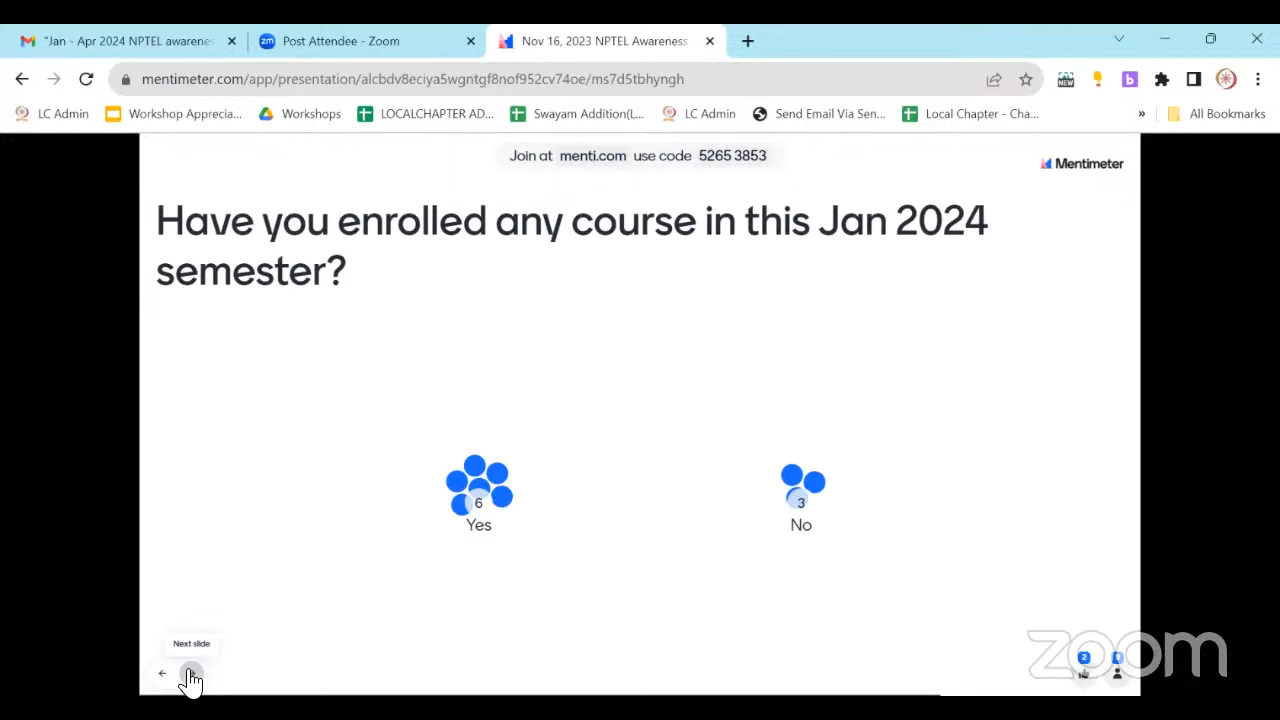 "Jan - Apr 2024 NPTEL awarene
Post Attendee - Zoom
Nov 16, 2023 NPTEL Awareness
mentimeter.com/app/presentation/alcbdv8eciya5wgntgf8nof952cv74oe/ms7d5tbhyngh
LC Admin
Workshop Apprecia...
Workshops
LOCALCHAPTER AD...
Swayam Addition(L...
LC Admin
Send Email Via Sen...
Local Chapter - Cha...
»
All Bookmarks
Join at menti.com use code 5265 3853
Mentimeter
Have you enrolled any course in this Jan 2024
semester?
6
Yes
3
No
Next slide
zoom
2